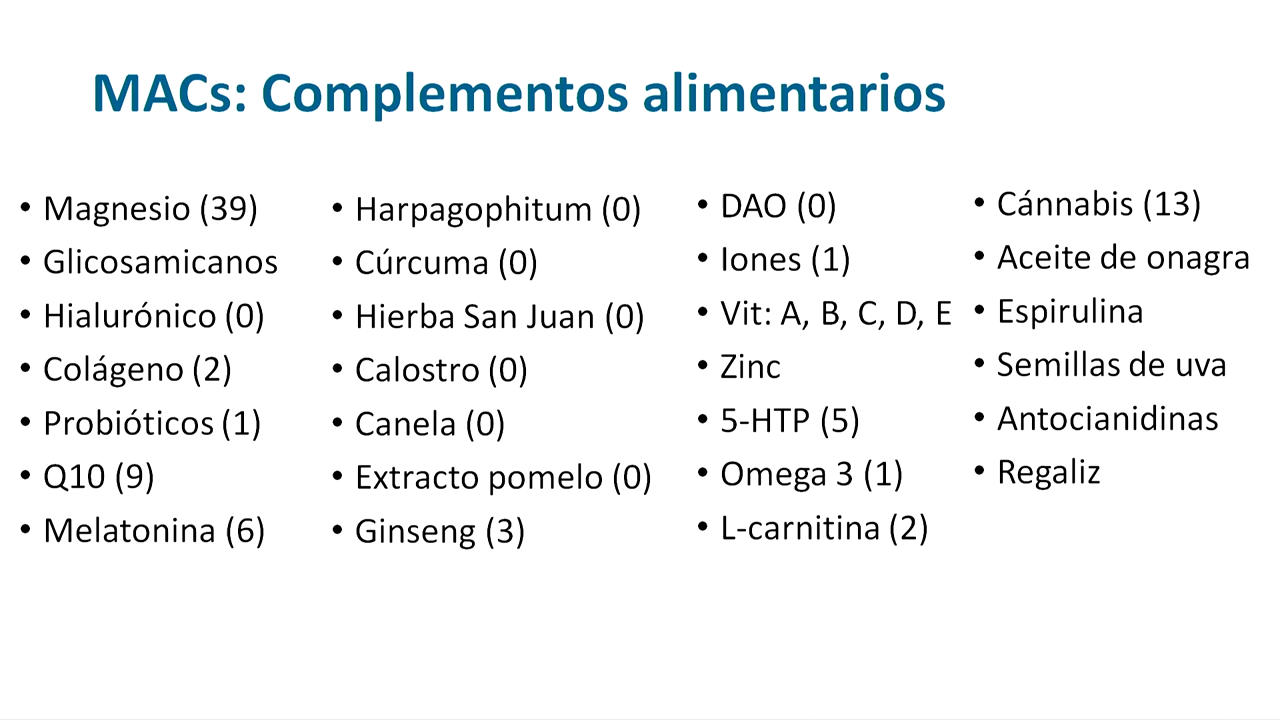 MACs: Complementos alimentarios
• Magnesio (39)
• Glicosamicanos
• Hialurónico (0)
• Colágeno (2)
• Probióticos (1)
• Q10 (9)
• Melatonina (6)
• Harpagophitum (0)
• Cúrcuma (0)
• Hierba San Juan (0)
• Calostro (0)
• Canela (0)
• Extracto pomelo (0)
• Ginseng (3)
• DAO (0)
• Iones (1)
• Vit: A, B, C, D, E
• Zinc
• 5-HTP (5)
• Omega 3 (1)
• L-carnitina (2)
• Cánnabis (13)
• Aceite de onagra
• Espirulina
• Semillas de uva
• Antocianidinas
• Regaliz